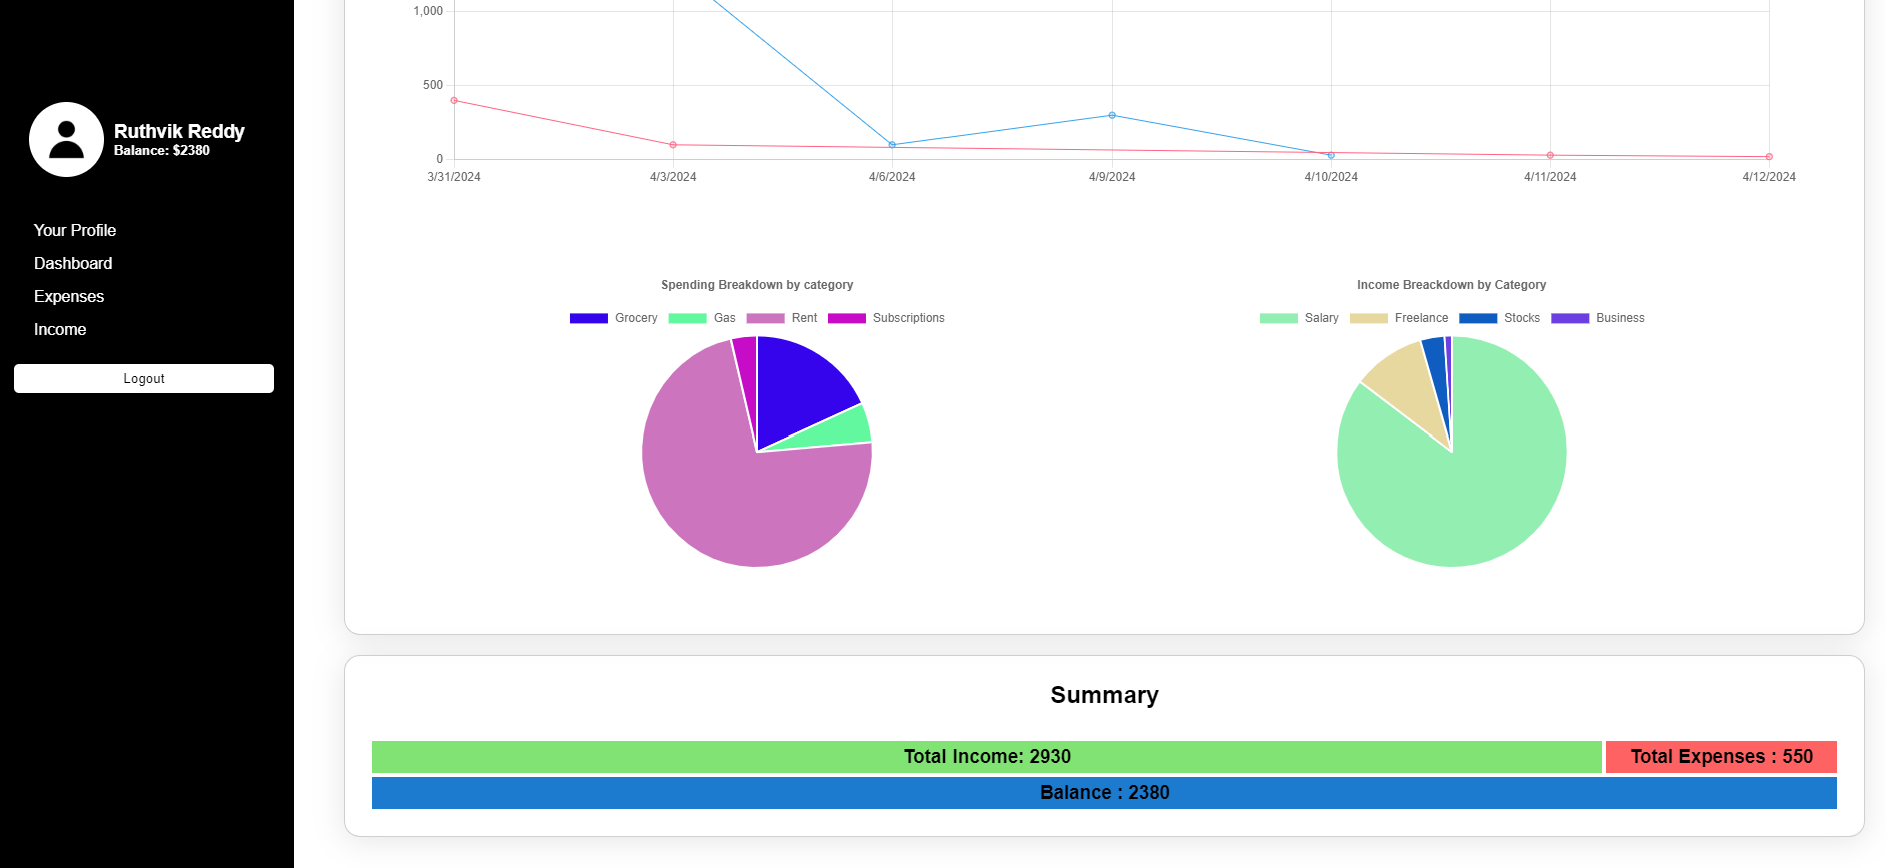 Ruthvik Reddy
Balance: $2380
Your Profile
Dashboard
Expenses
Income
Logout
1,000
500
0
3/31/2024 4/3/2024 4/6/2024 4/9/2024 4/10/2024 4/11/2024 4/12/2024
Spending Breakdown by category
Grocery Gas Rent Subscriptions
Income Breackdown by Category
Salary Freelance Stocks Business
Summary
Total Income: 2930 Total Expenses : 550
Balance : 2380